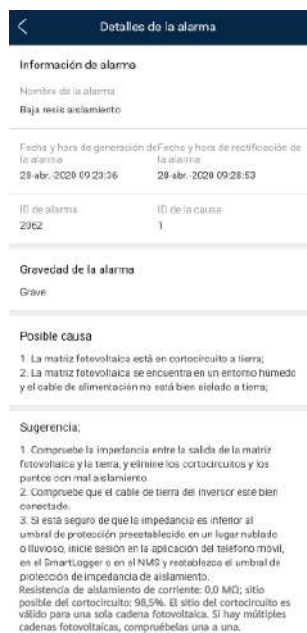 Detalles de la alarma
Información de alarma
Nombre de la alarma
Baja resis aislamiento
Fecha y hora de generación de la alarma
28-abr.-2020 09:23:36
Fecha y hora de rectificación de la alarma
28-abr.-2020 09:28:53
ID de alarma
2062
ID de la causa
1
Gravedad de la alarma
Grave
Posible causa
1. La matriz fotovoltaica está en cortocircuito a tierra;
2. La matriz fotovoltaica se encuentra en un entorno húmedo
y el cable de alimentación no está bien aislado a tierra;
Sugerencia:
1. Compruebe la impedancia entre la salida de la matriz
fotovoltaica y la tierra, y elimine los cortocircuitos y los
puntos con mal aislamiento.
2. Compruebe que el cable de tierra del inversor esté bien
conectado.
3. Si está seguro de que la impedancia es inferior al
umbral de protección preestablecido en un lugar nublado
o lluvioso, inicie sesión en la aplicación del teléfono móvil,
en el SmartLogger o en el NMS y restablezca el umbral de
protección de impedancia de aislamiento.
Resistencia de aislamiento de corriente: 0,0 MΩ; sitio
posible del cortocircuito: 98,5%. El sitio del cortocircuito es
válido para una sola cadena fotovoltaica. Si hay múltiples
cadenas fotovoltaicas, compruébelas una a una.